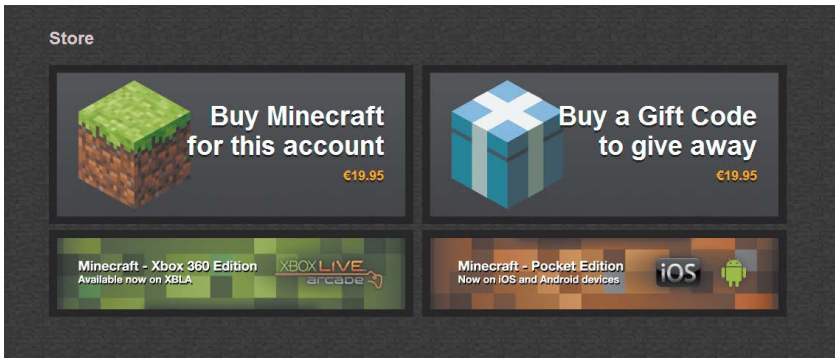 Store
Buy Minecraft
for this account
€19.95
Buy a Gift Code
to give away
€19.95
Minecraft - Xbox 360 Edition
Available now on XBLA
XBOX LIVE
arcade
Minecraft - Pocket Edition
Now on iOS and Android devices
iOS